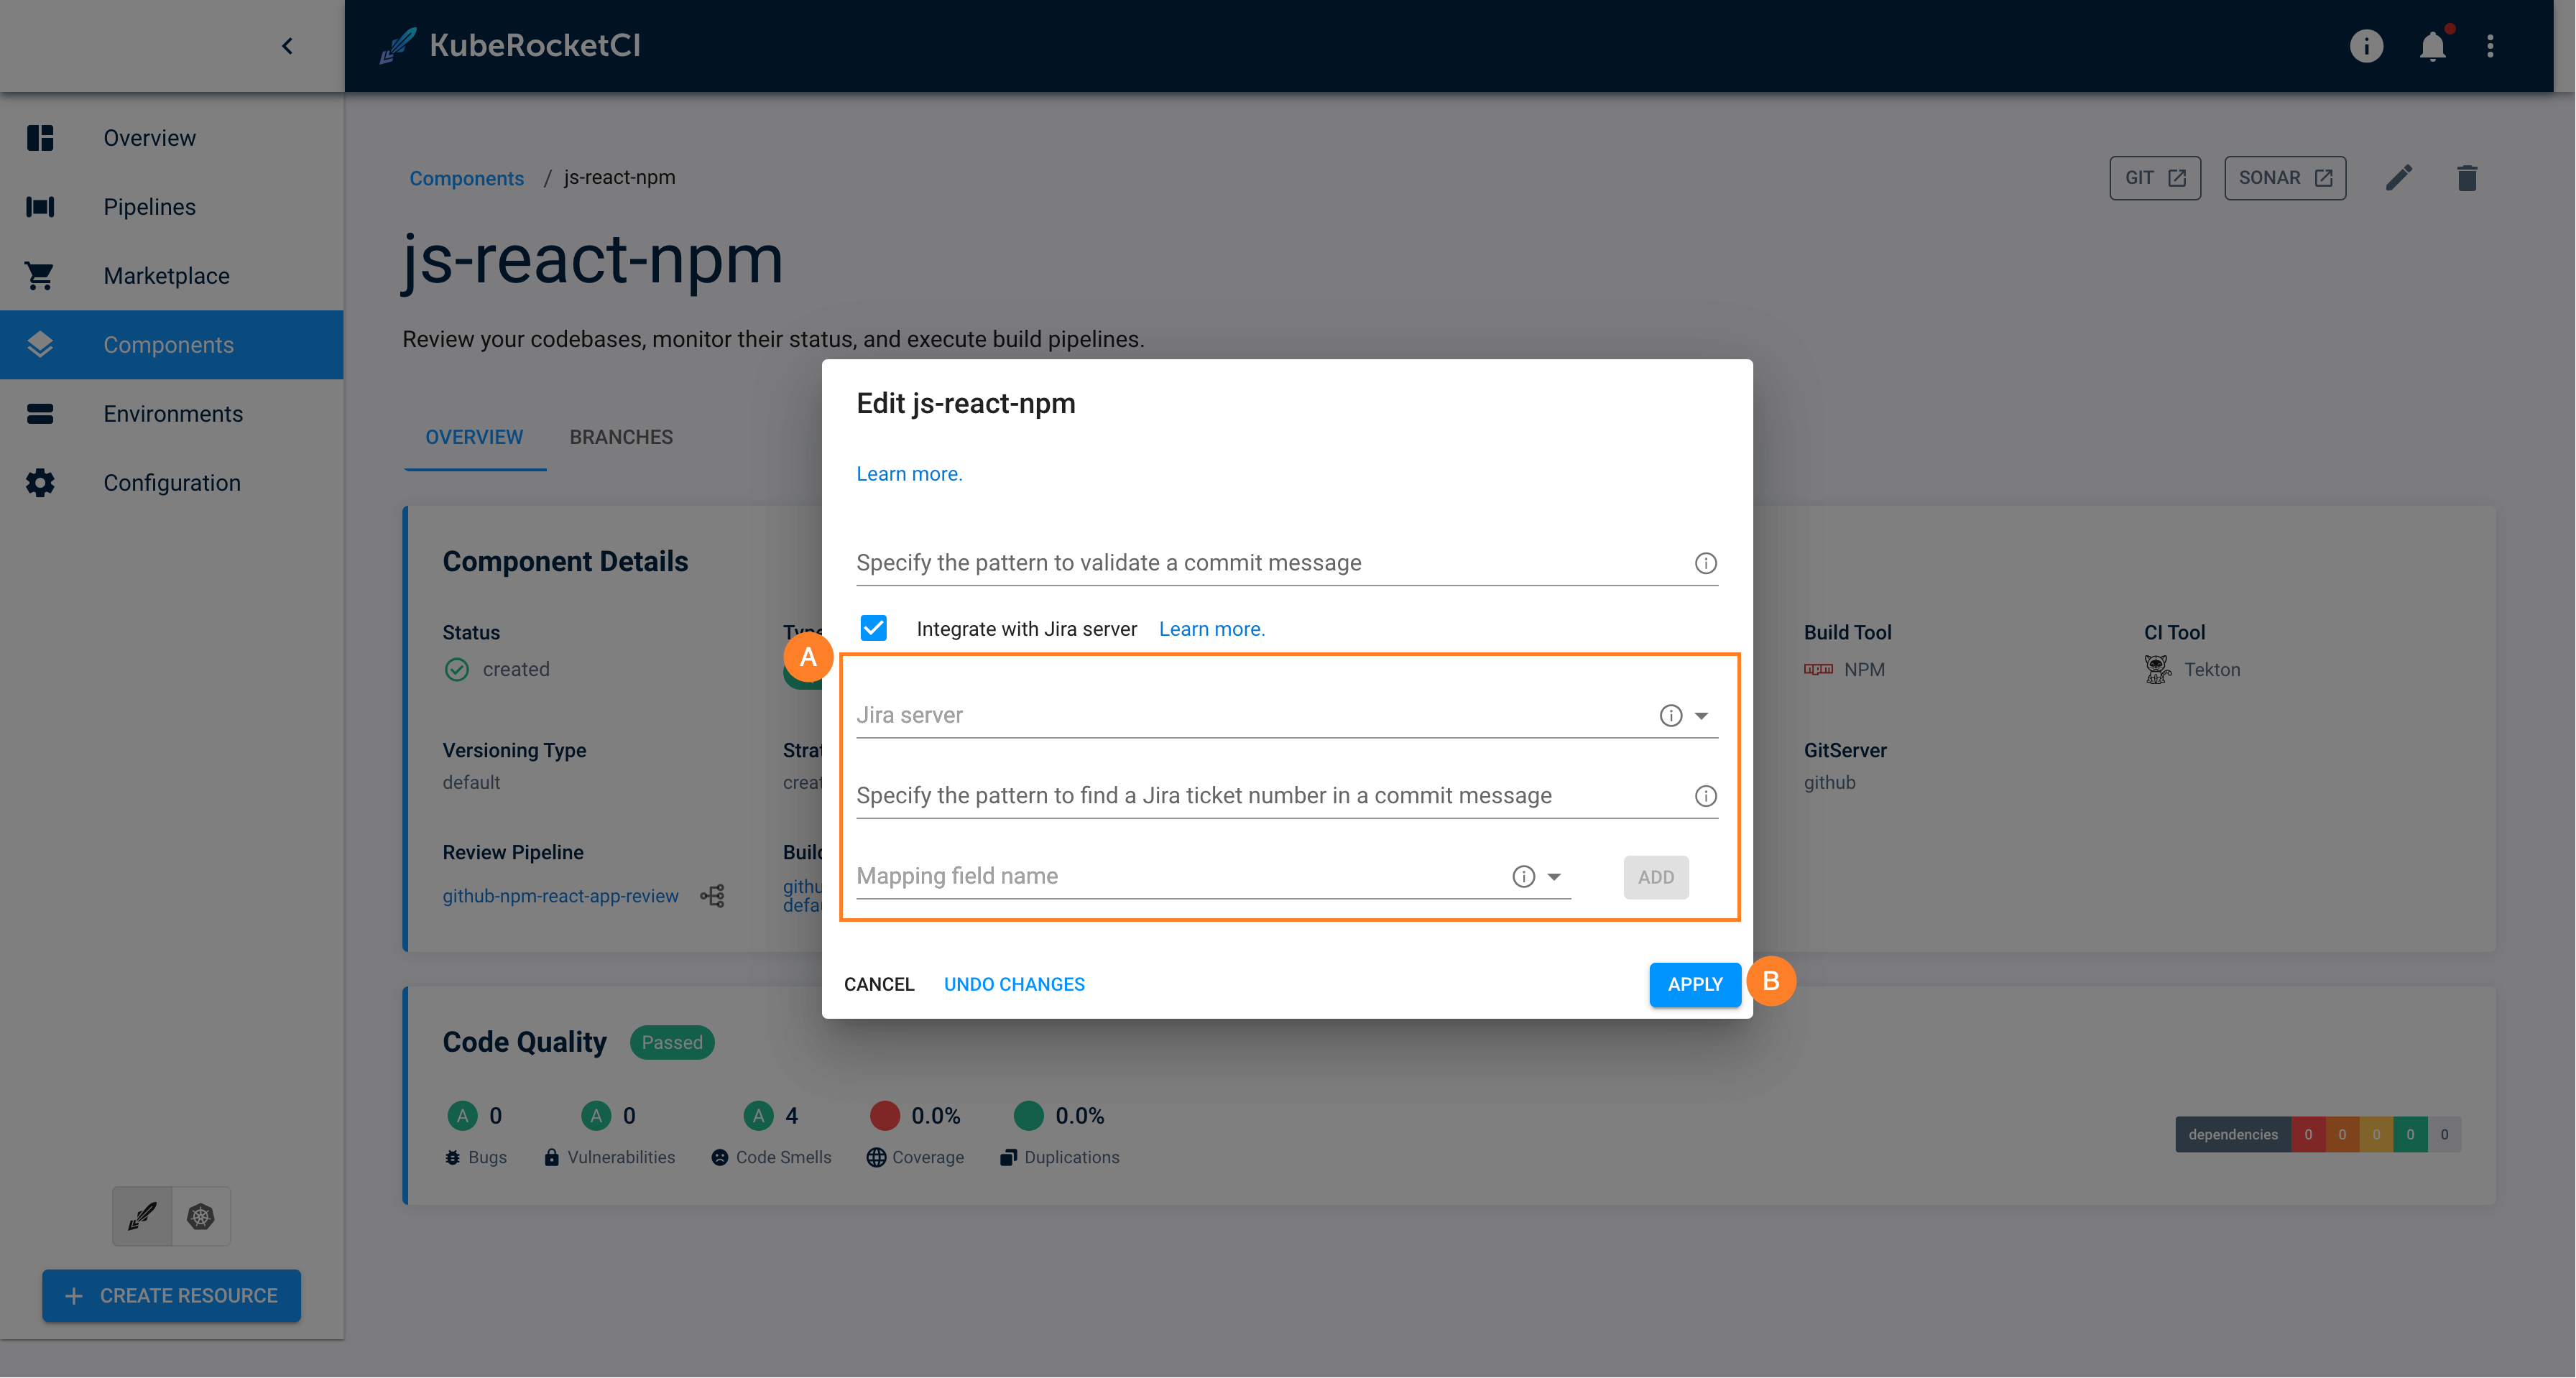 KubeRocketCI
Overview
Pipelines
Marketplace
Components
Environments
Configuration
CREATE RESOURCE
Components / js-react-npm
GIT
SONAR
js-react-npm
Review your codebases, monitor their status, and execute build pipelines.
OVERVIEW
BRANCHES
Component Details
Status
created
Build Tool
NPM
CI Tool
Tekton
Versioning Type
default
GitServer
github
Review Pipeline
github-npm-react-app-review
Edit js-react-npm
Learn more.
Specify the pattern to validate a commit message
Integrate with Jira server Learn more.
A
Jira server
Specify the pattern to find a Jira ticket number in a commit message
Mapping field name
ADD
CANCEL
UNDO CHANGES
APPLY
B
Code Quality
Passed
A 0
Bugs
A 0
Vulnerabilities
A 4
Code Smells
0.0%
Coverage
0.0%
Duplications
dependencies 0 0 0 0 0